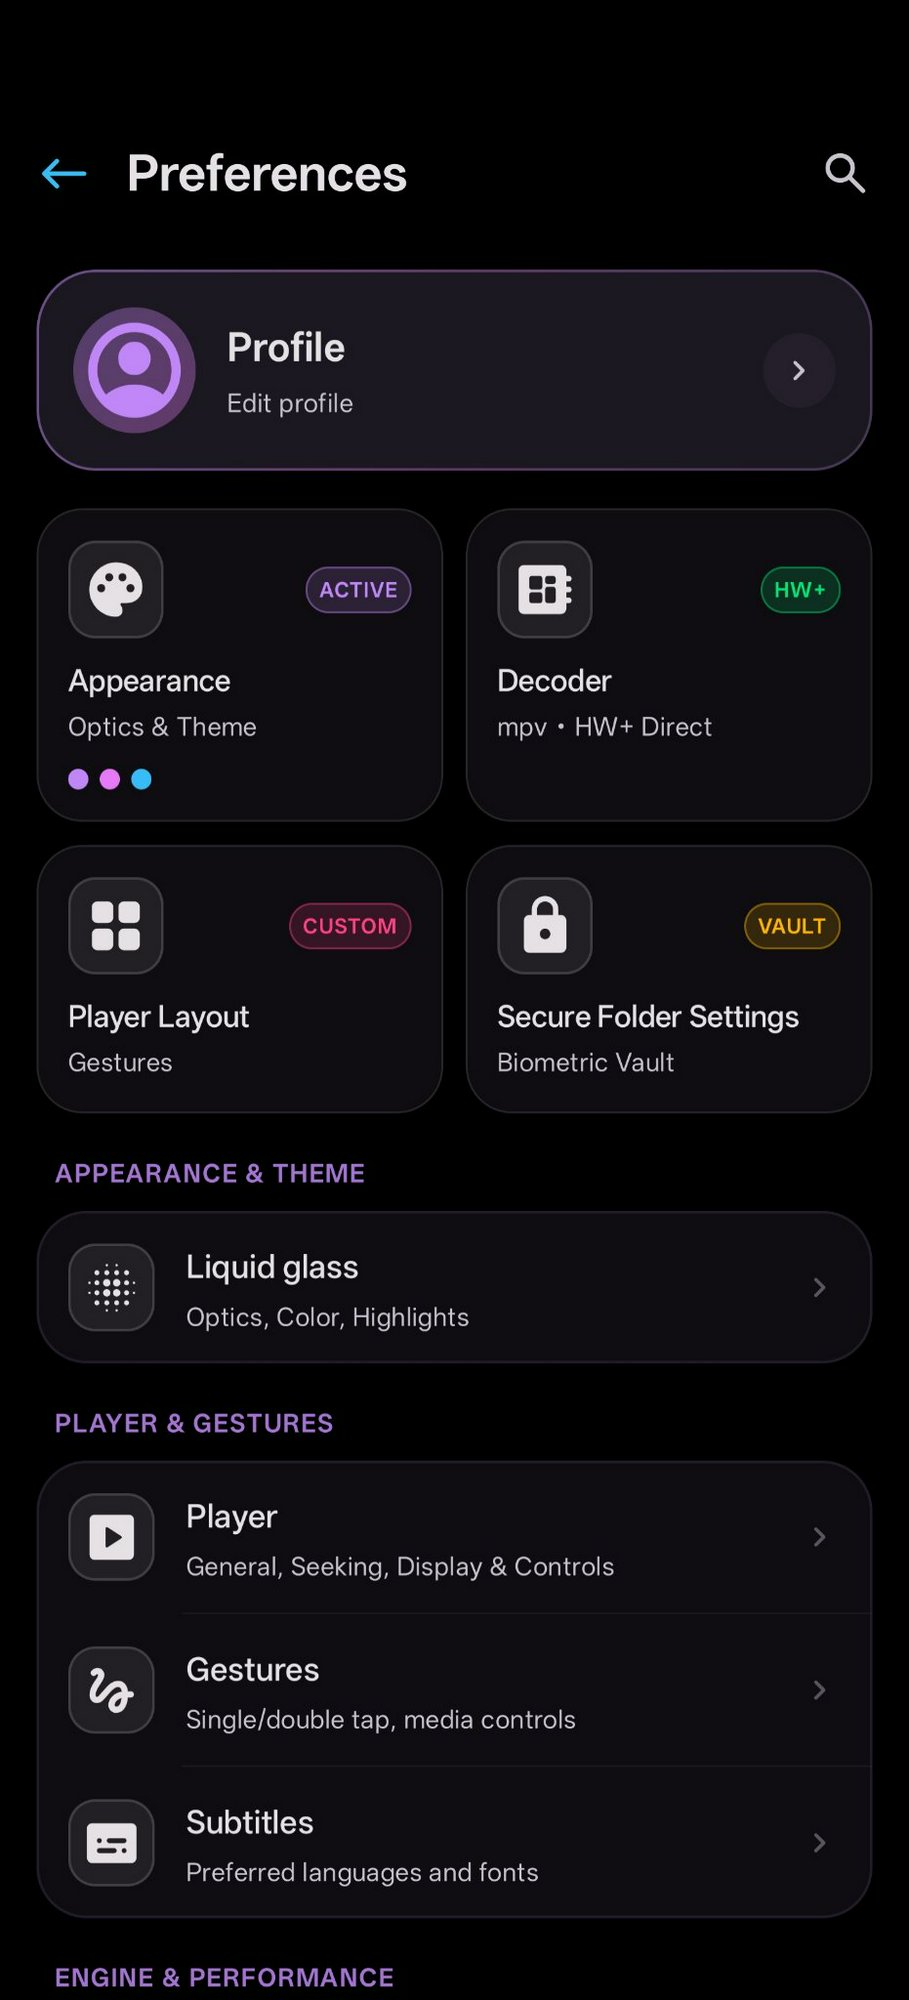 Preferences
Profile
Edit profile
ACTIVE
Appearance
Optics & Theme
HW+
Decoder
mpv • HW+ Direct
CUSTOM
Player Layout
Gestures
VAULT
Secure Folder Settings
Biometric Vault
APPEARANCE & THEME
Liquid glass
Optics, Color, Highlights
PLAYER & GESTURES
Player
General, Seeking, Display & Controls
Gestures
Single/double tap, media controls
Subtitles
Preferred languages and fonts
ENGINE & PERFORMANCE